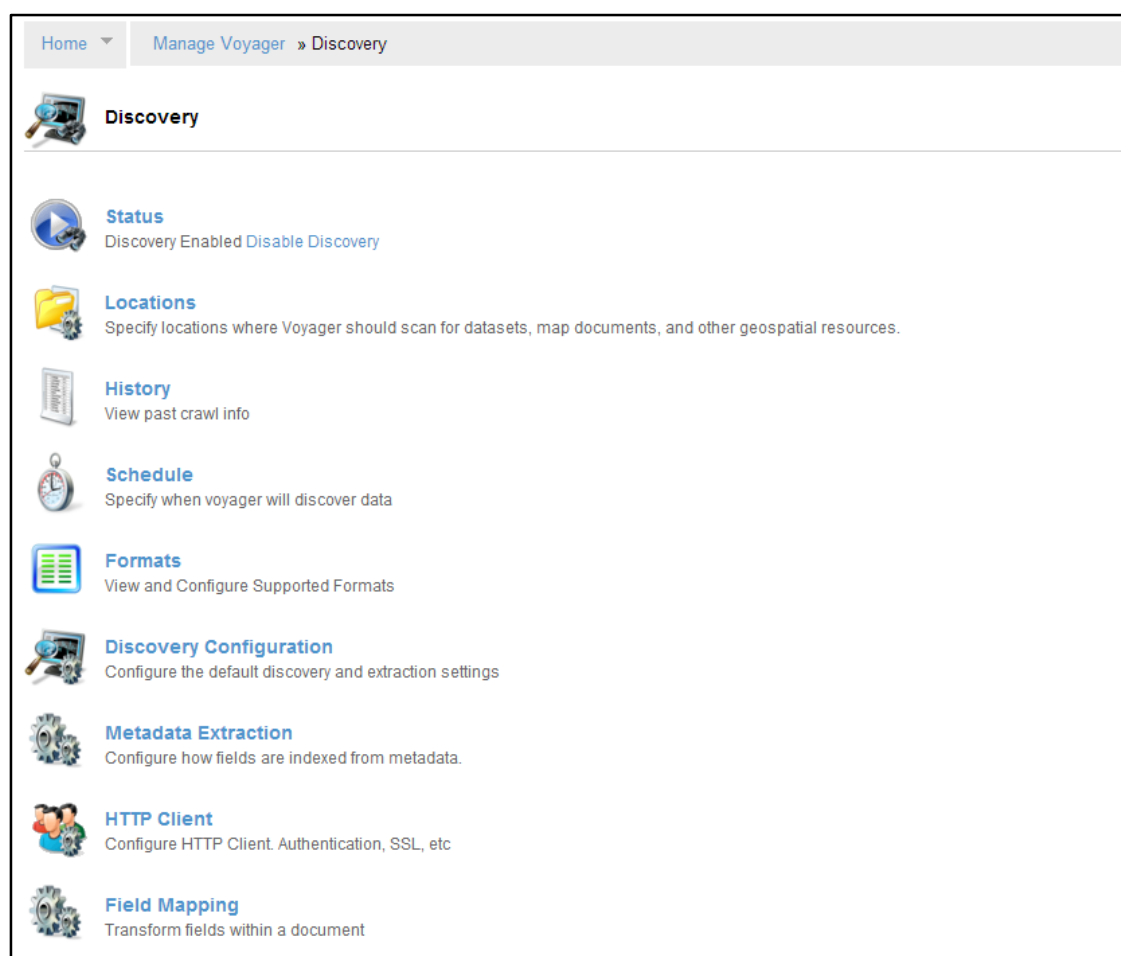 Home Manage Voyager » Discovery
Discovery
Status
Discovery Enabled Disable Discovery
Locations
Specify locations where Voyager should scan for datasets, map documents, and other geospatial resources.
History
View past crawl info
Schedule
Specify when voyager will discover data
Formats
View and Configure Supported Formats
Discovery Configuration
Configure the default discovery and extraction settings
Metadata Extraction
Configure how fields are indexed from metadata.
HTTP Client
Configure HTTP Client. Authentication, SSL, etc
Field Mapping
Transform fields within a document